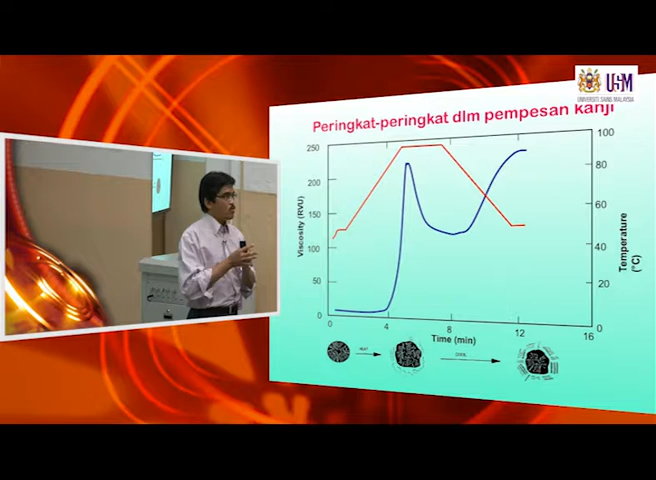 USM
UNIVERSITI SAINS MALAYSIA
Peringkat-peringkat dlm pempesan kanji
250
200
150
100
50
0
Viscosity (RVU)
100
80
60
40
20
0
Temperature
(°C)
0
4
8
12
16
Time (min)
HEAT
COOL